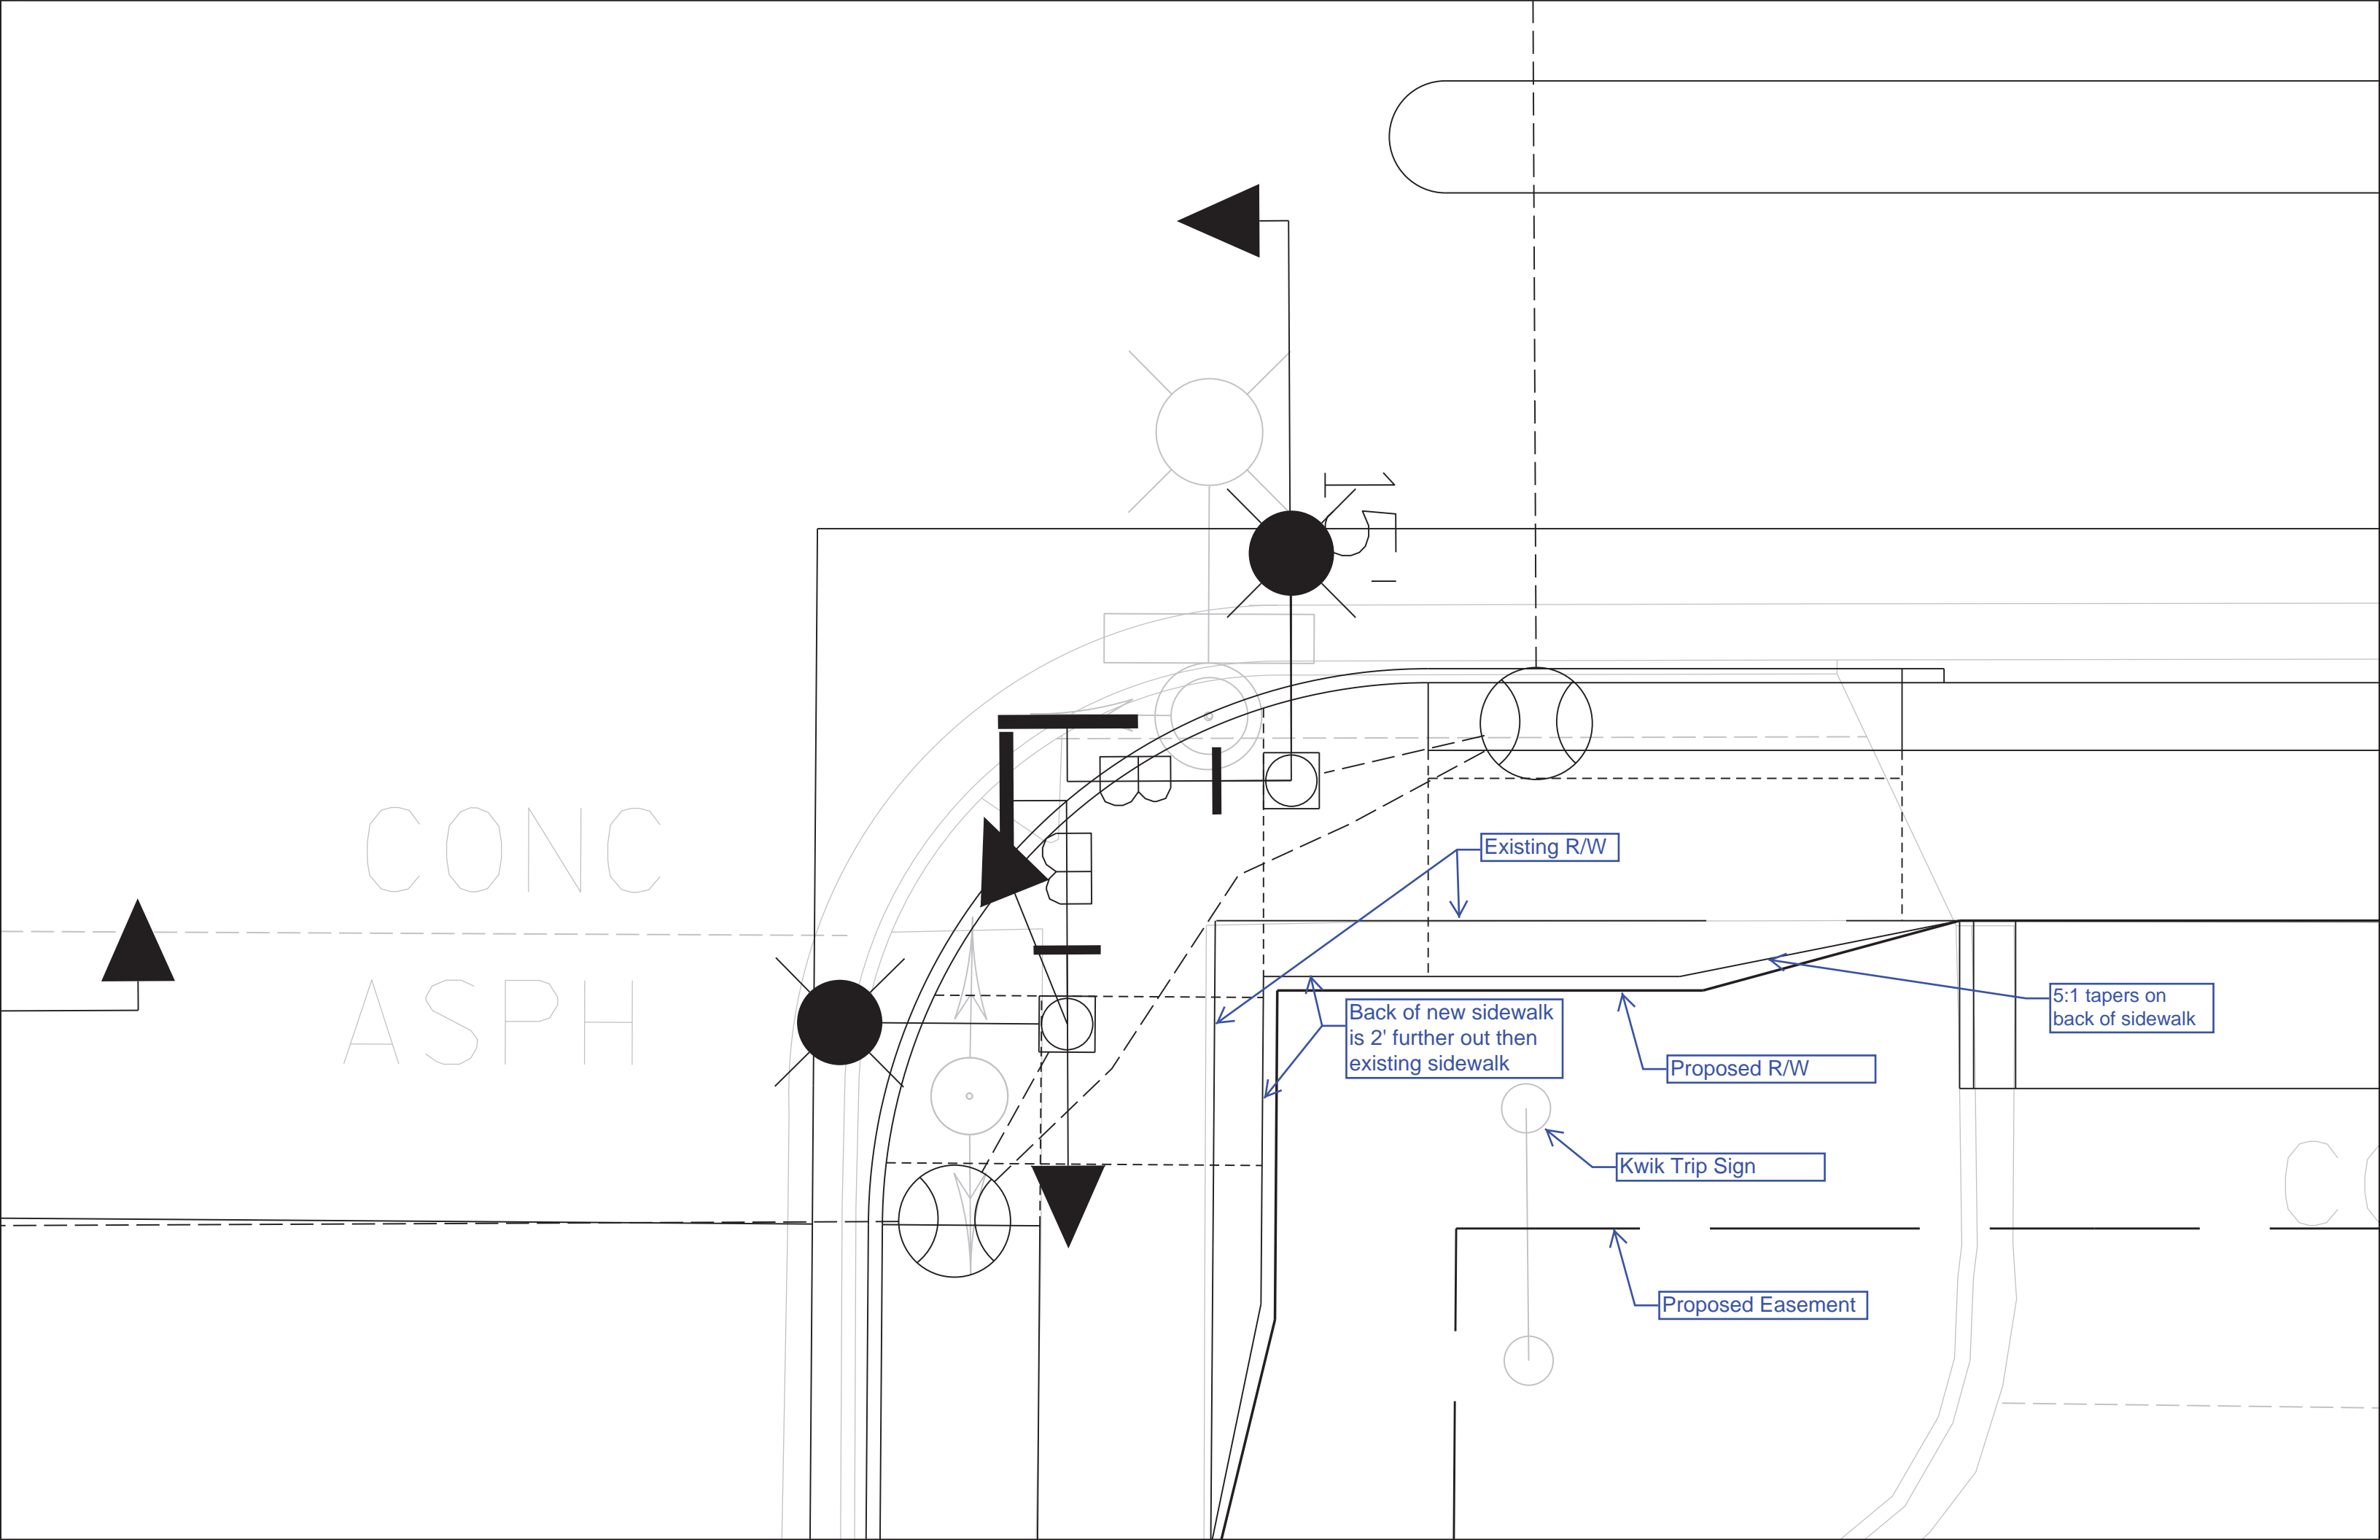 15'
CONC
B
Existing R/W
B
ASPH
5:1 tapers on
back of sidewalk
Back of new sidewalk
is 2' further out then
existing sidewalk
Proposed R/W
Kwik Trip Sign
Proposed Easement